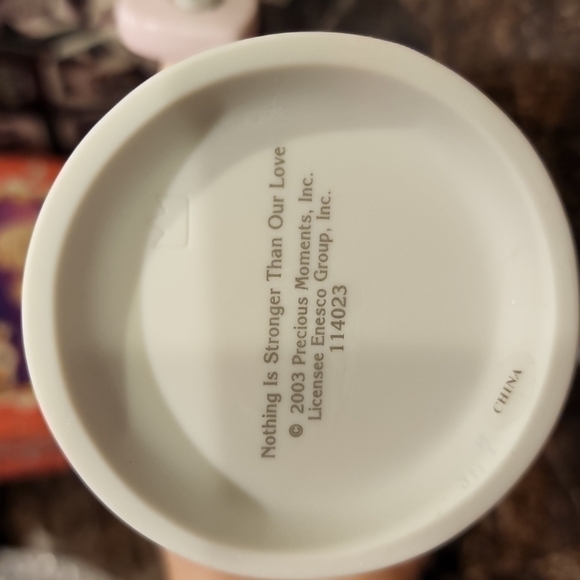 Nothing Is Stronger Than Our Love
© 2003 Precious Moments, Inc.
Licensee Enesco Group, Inc.
114023
CHINA